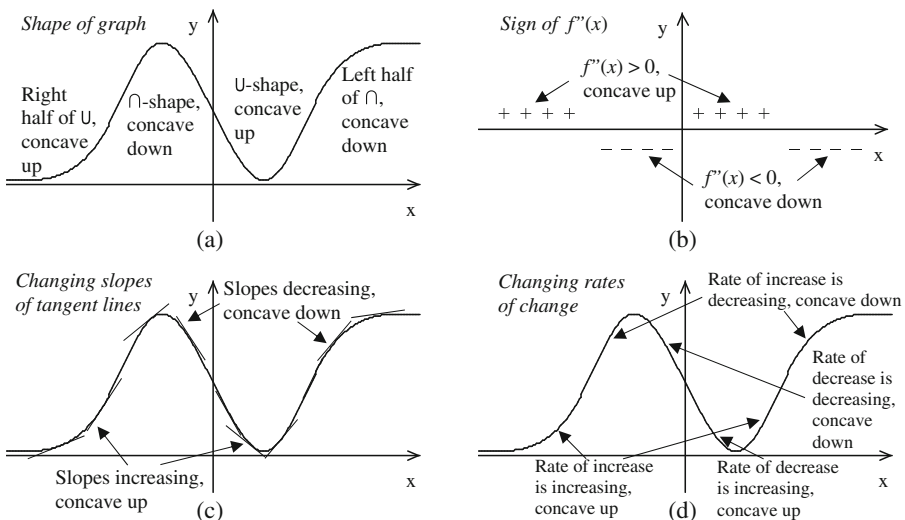 Shape of graph
y
Right
half of ∪,
concave
up
∩-shape,
concave
down
∪-shape,
concave
up
Left half
of ∩,
concave
down
x
(a)
Sign of f″(x)
y
f″(x) > 0,
concave up
+ + + +
+ + + +
x
– – – –
– – – –
f″(x) < 0,
concave down
(b)
Changing slopes
of tangent lines
y
Slopes decreasing,
concave down
Slopes increasing,
concave up
x
(c)
Changing rates
of change
y
Rate of increase is
decreasing, concave down
Rate of
decrease is
decreasing,
concave
down
Rate of increase
is increasing,
concave up
Rate of decrease
is increasing,
concave up
x
(d)